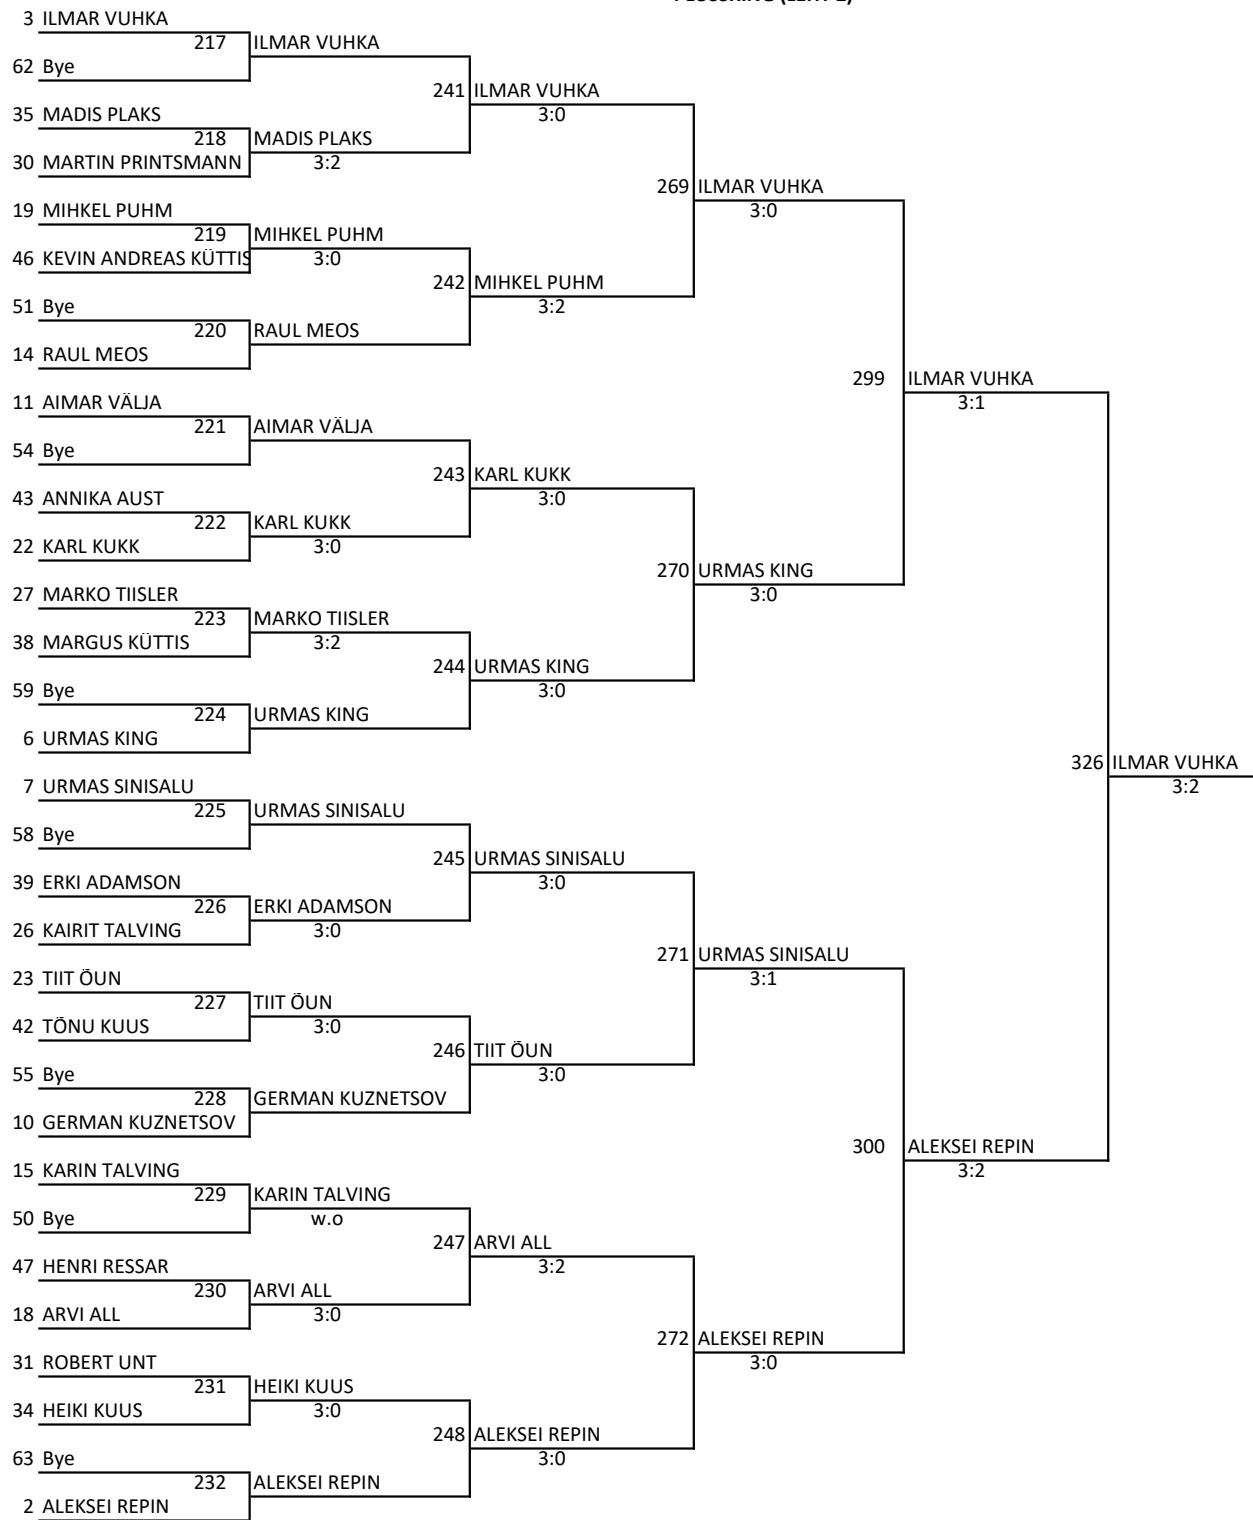 3 ILMAR VUHKA
217 ILMAR VUHKA
62 Bye
241 ILMAR VUHKA
3:0
35 MADIS PLAKS
218 MADIS PLAKS
3:2
30 MARTIN PRINTSMANN
269 ILMAR VUHKA
3:0
19 MIHKEL PUHM
219 MIHKEL PUHM
3:0
46 KEVIN ANDREAS KÜTTIS
242 MIHKEL PUHM
3:2
51 Bye
220 RAUL MEOS
14 RAUL MEOS
299 ILMAR VUHKA
3:1
11 AIMAR VÄLJA
221 AIMAR VÄLJA
54 Bye
243 KARL KUKK
3:0
43 ANNIKA AUST
222 KARL KUKK
3:0
22 KARL KUKK
270 URMAS KING
3:0
27 MARKO TIISLER
223 MARKO TIISLER
3:2
38 MARGUS KÜTTIS
244 URMAS KING
3:0
59 Bye
224 URMAS KING
6 URMAS KING
326 ILMAR VUHKA
3:2
7 URMAS SINISALU
225 URMAS SINISALU
58 Bye
245 URMAS SINISALU
3:0
39 ERKI ADAMSON
226 ERKI ADAMSON
3:0
26 KAIRIT TALVING
271 URMAS SINISALU
3:1
23 TIIT ÕUN
227 TIIT ÕUN
3:0
42 TÕNU KUUS
246 TIIT ÕUN
3:0
55 Bye
228 GERMAN KUZNETSOV
10 GERMAN KUZNETSOV
300 ALEKSEI REPIN
3:2
15 KARIN TALVING
229 KARIN TALVING
w.o
50 Bye
247 ARVI ALL
3:2
47 HENRI RESSAR
230 ARVI ALL
3:0
18 ARVI ALL
272 ALEKSEI REPIN
3:0
31 ROBERT UNT
231 HEIKI KUUS
3:0
34 HEIKI KUUS
248 ALEKSEI REPIN
3:0
63 Bye
232 ALEKSEI REPIN
2 ALEKSEI REPIN